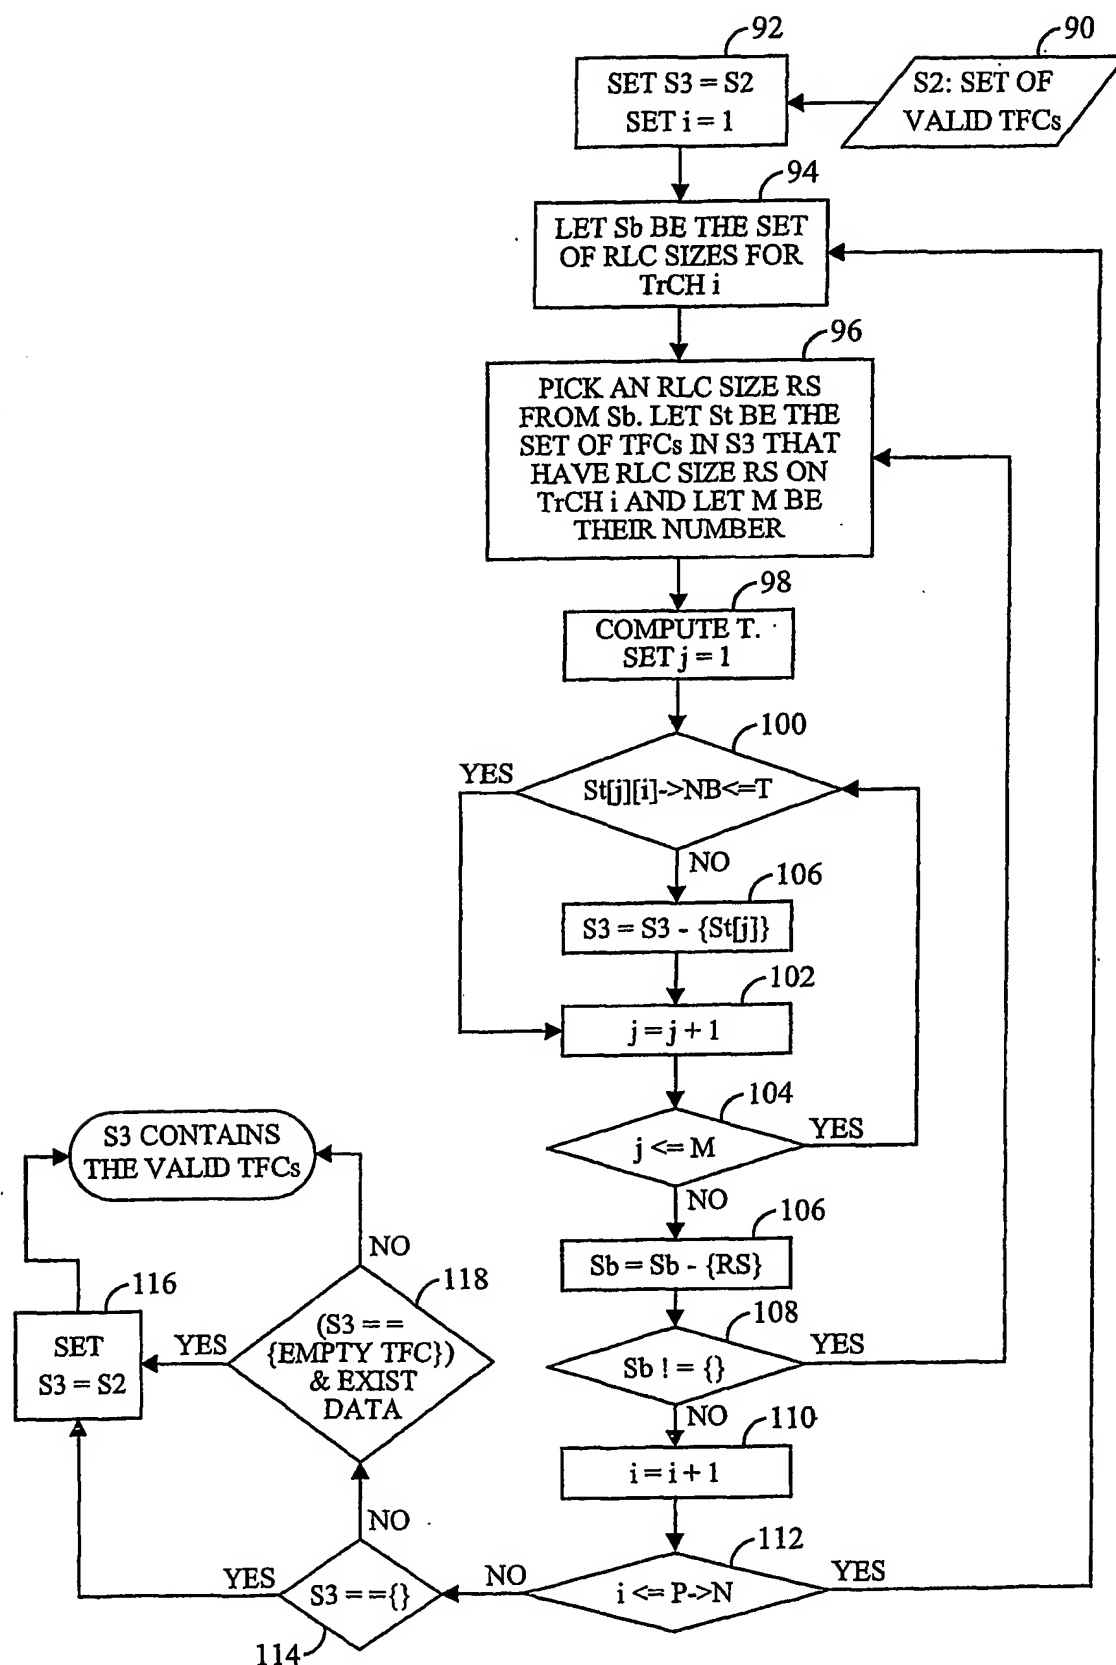 92
90
SET S3 = S2
SET i = 1
S2: SET OF
VALID TFCs
94
LET Sb BE THE SET
OF RLC SIZES FOR
TrCH i
96
PICK AN RLC SIZE RS
FROM Sb. LET St BE THE
SET OF TFCs IN S3 THAT
HAVE RLC SIZE RS ON
TrCH i AND LET M BE
THEIR NUMBER
98
COMPUTE T.
SET j = 1
100
YES
St[j][i]->NB<=T
NO
106
S3 = S3 - {St[j]}
102
j = j + 1
104
YES
j <= M
NO
S3 CONTAINS
THE VALID TFCs
106
Sb = Sb - {RS}
NO
116
118
108
SET
S3 = S2
YES
(S3 = =
{EMPTY TFC})
& EXIST
DATA
Sb ! = {}
YES
NO
110
i = i + 1
NO
112
YES
S3 = ={}
NO
i <= P->N
YES
114